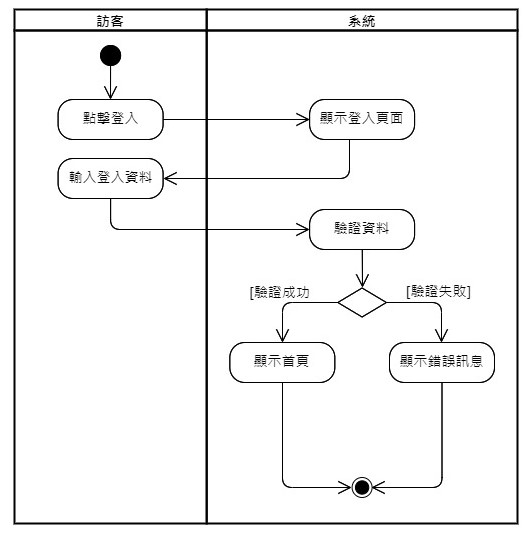 訪客
系統
點擊登入
顯示登入頁面
輸入登入資料
驗證資料
[驗證成功
[驗證失敗]
顯示首頁
顯示錯誤訊息